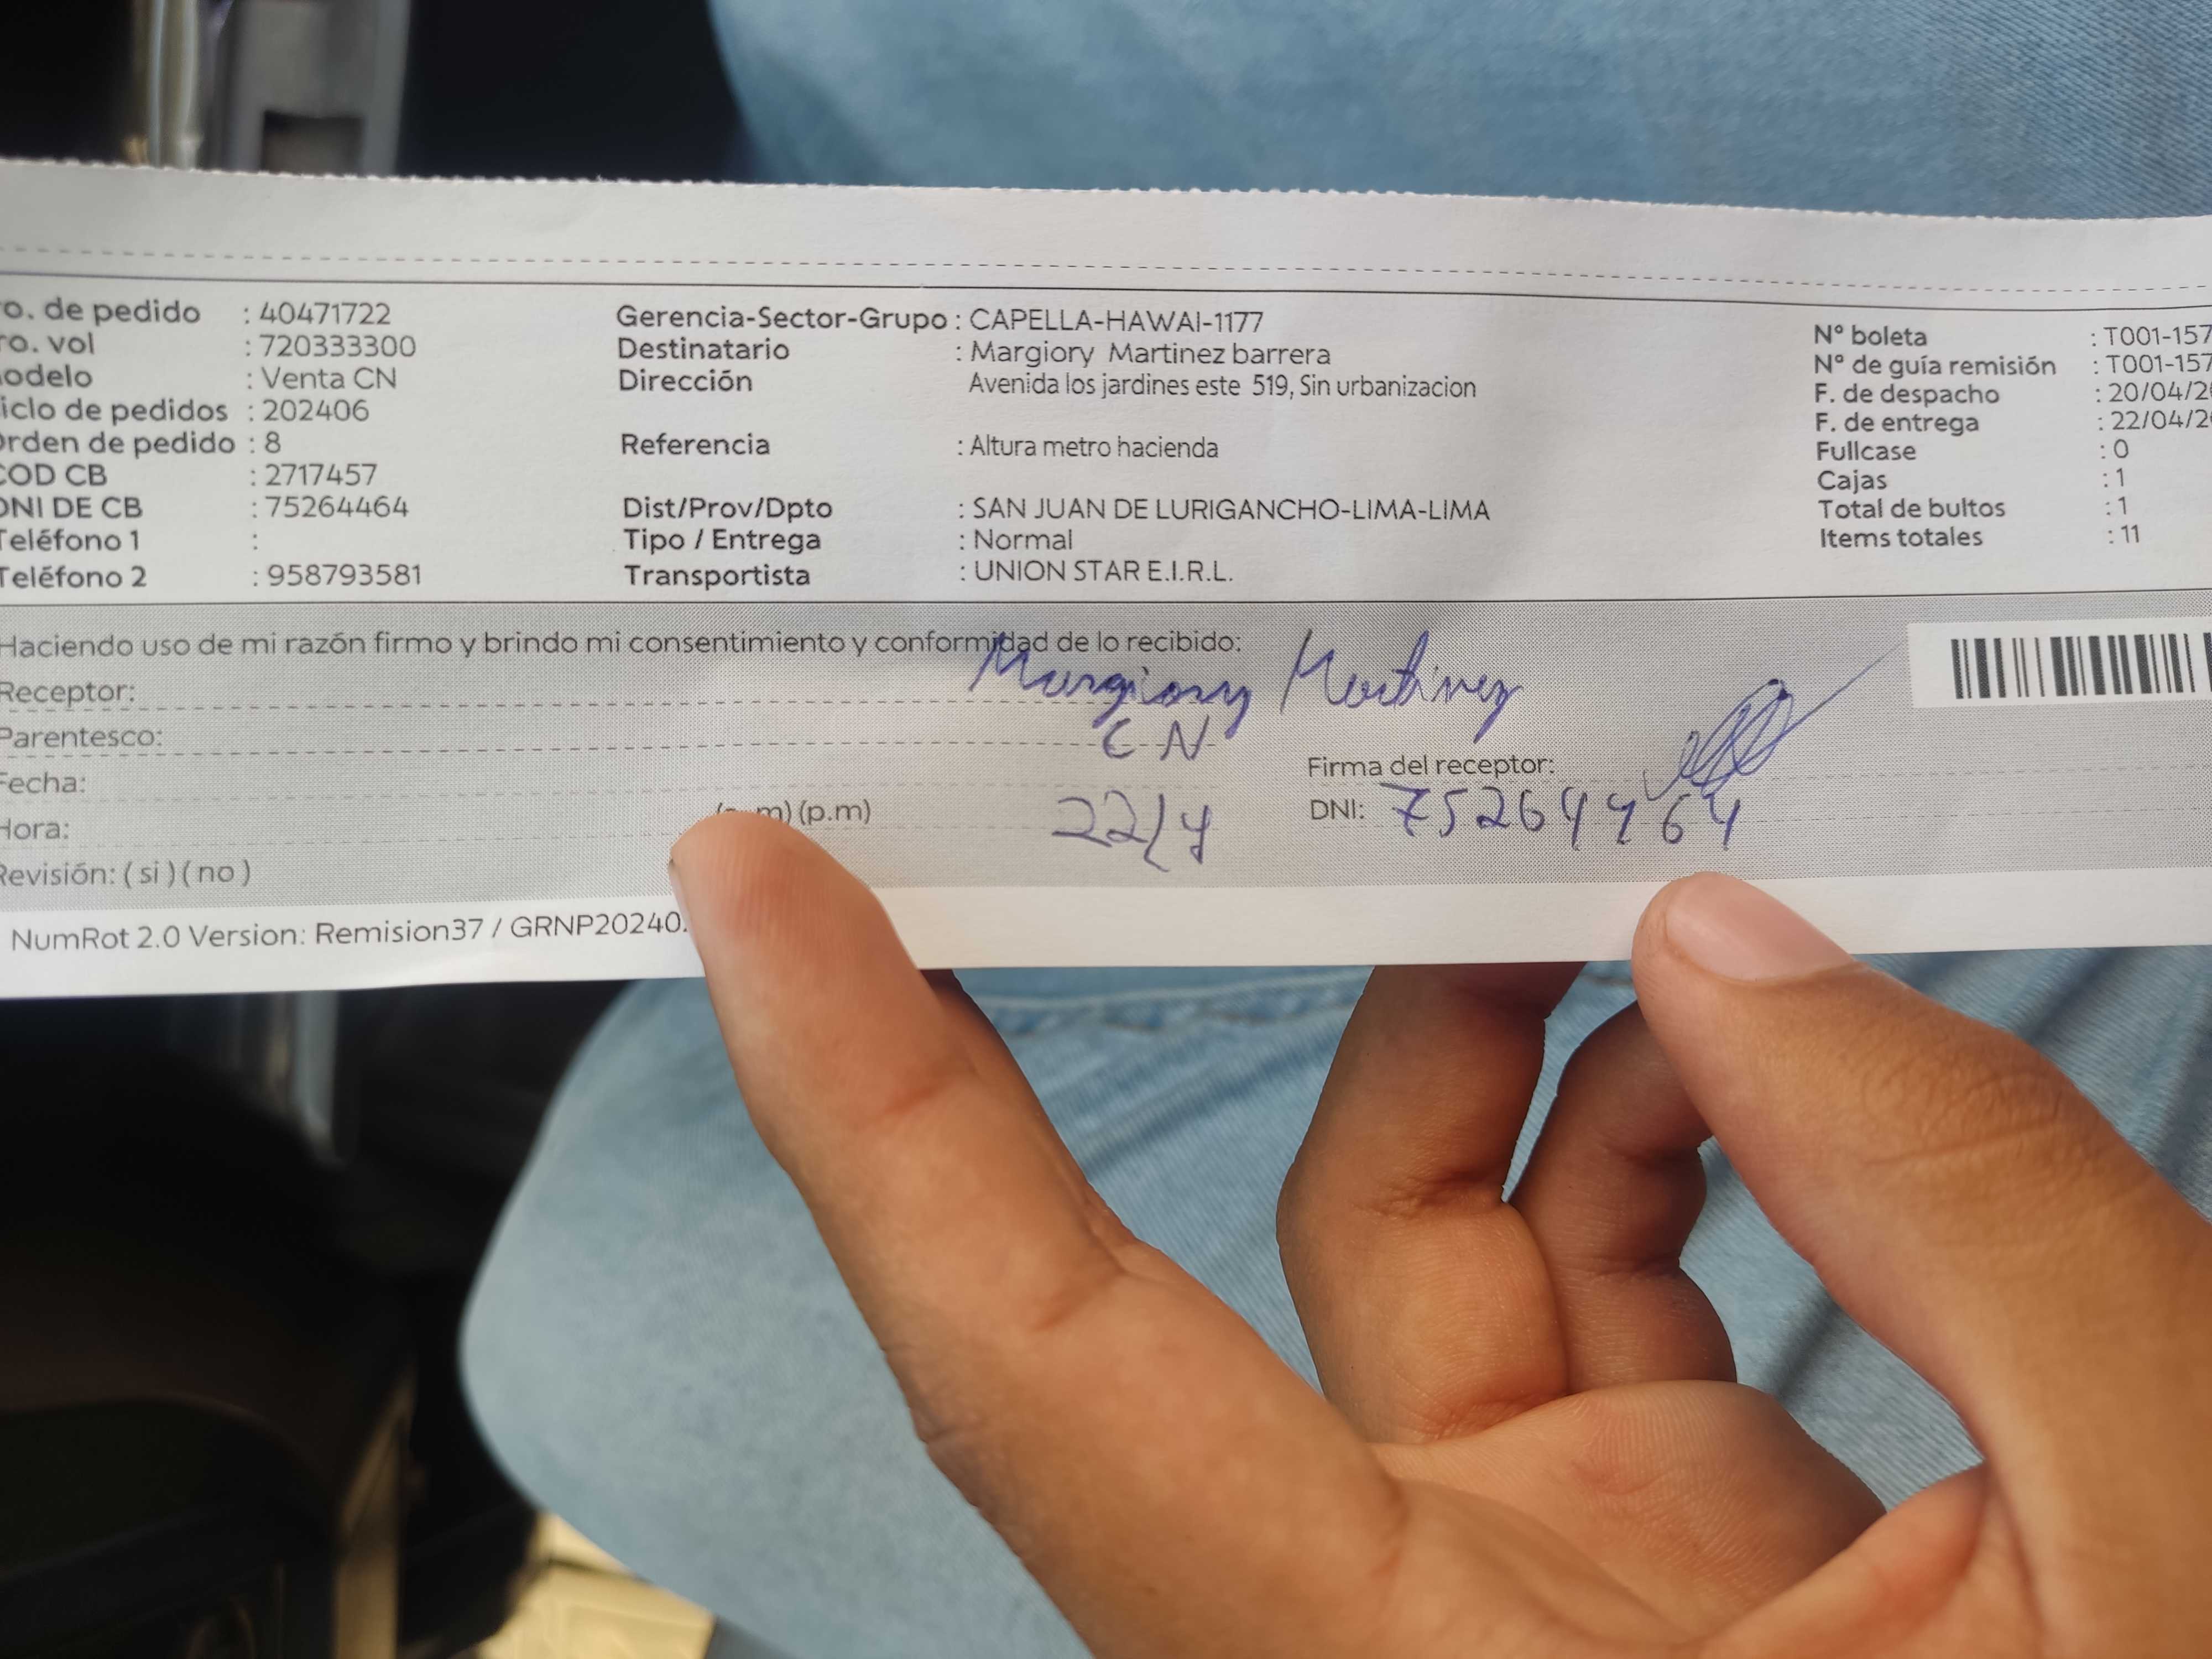 ro. de pedido : 40471722
ro. vol : 720333300
odelo : Venta CN
iclo de pedidos : 202406
Orden de pedido : 8
COD CB : 2717457
DNI DE CB : 75264464
Teléfono 1 :
Teléfono 2 : 958793581
Gerencia-Sector-Grupo : CAPELLA-HAWAI-1177
Destinatario : Margiory Martinez barrera
Dirección Avenida los jardines este 519, Sin urbanizacion
Referencia : Altura metro hacienda
Dist/Prov/Dpto : SAN JUAN DE LURIGANCHO-LIMA-LIMA
Tipo / Entrega : Normal
Transportista : UNION STAR E.I.R.L.
Nº boleta : T001-157
Nº de guía remisión : T001-157
F. de despacho : 20/04/2
F. de entrega : 22/04/2
Fullcase : 0
Cajas : 1
Total de bultos : 1
Items totales : 11
Haciendo uso de mi razón firmo y brindo mi consentimiento y conformidad de lo recibido:
Receptor: Margiory Martinez
Parentesco: CN
Fecha: 22/4
Hora: m) (p.m)
Revisión: ( si ) ( no )
Firma del receptor:
DNI: 75264464
NumRot 2.0 Version: Remision37 / GRNP20240.